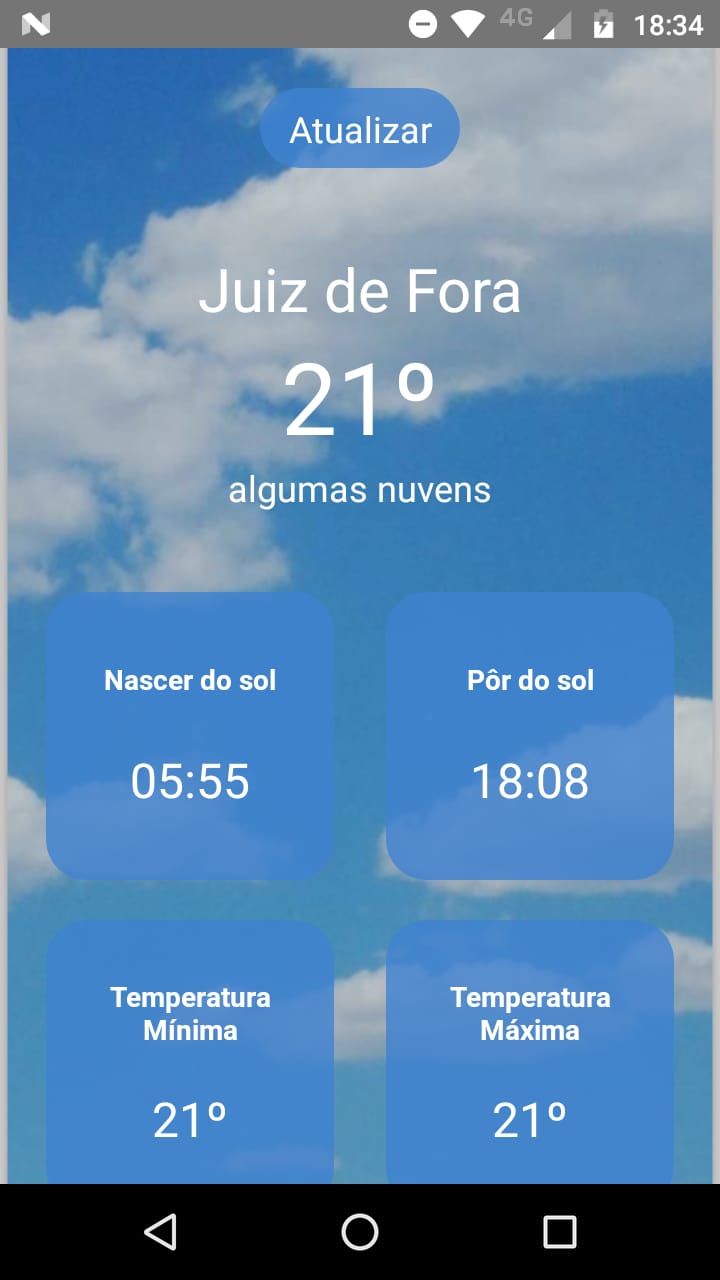 4G 18:34
Atualizar
Juiz de Fora
21º
algumas nuvens
Nascer do sol
05:55
Pôr do sol
18:08
Temperatura
Mínima
21º
Temperatura
Máxima
21º